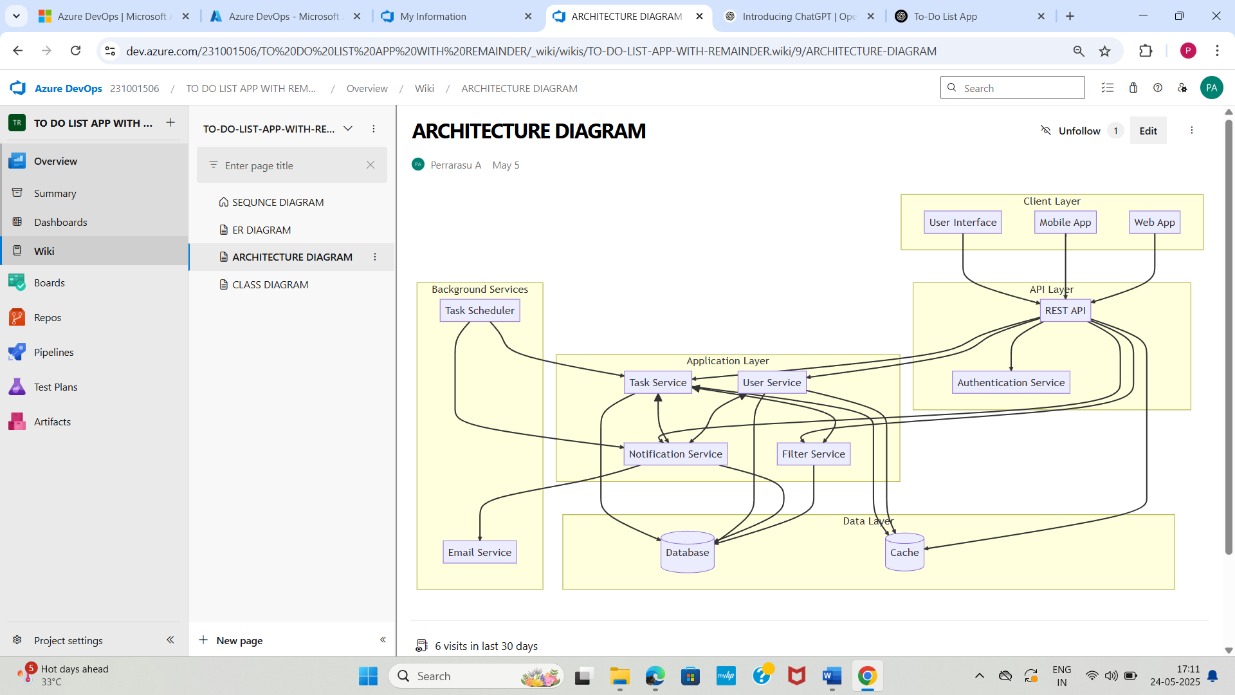 Azure DevOps | Microsoft A
Azure DevOps - Microsoft
My Information
ARCHITECTURE DIAGRAM
Introducing ChatGPT | Ope
To-Do List App
dev.azure.com/231001506/TO%20DO%20LIST%20APP%20WITH%20REMAINDER/_wiki/wikis/TO-DO-LIST-APP-WITH-REMAINDER.wiki/9/ARCHITECTURE-DIAGRAM
P
Azure DevOps 231001506 / TO DO LIST APP WITH REM... / Overview / Wiki / ARCHITECTURE DIAGRAM
Search
PA
TR TO DO LIST APP WITH ...
Overview
Summary
Dashboards
Wiki
Boards
Repos
Pipelines
Test Plans
Artifacts
Project settings
TO-DO-LIST-APP-WITH-RE...
Enter page title
SEQUNCE DIAGRAM
ER DIAGRAM
ARCHITECTURE DIAGRAM
CLASS DIAGRAM
New page
ARCHITECTURE DIAGRAM
Unfollow 1
Edit
PA Perrarasu A May 5
Client Layer
User Interface
Mobile App
Web App
Background Services
API Layer
Task Scheduler
REST API
Application Layer
Task Service
User Service
Authentication Service
Notification Service
Filter Service
Data Layer
Email Service
Database
Cache
6 visits in last 30 days
5
Hot days ahead
33°C
Search
ENG
IN
17:11
24-05-2025